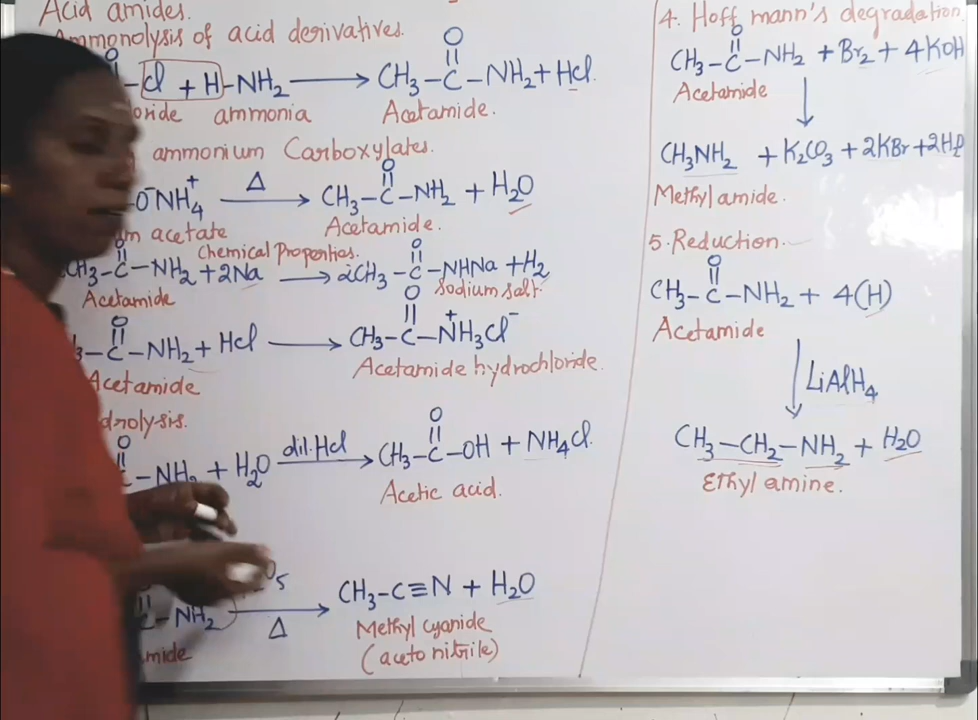 Acid amides.
Ammonolysis of acid derivatives.
O
Cl + H-NH2 ⟶ CH3-C-NH2 + HCl.
ammonia Acetamide.
ammonium Carboxylates.
O
O⁻NH4⁺ Δ⟶ CH3-C-NH2 + H2O
acetate Acetamide.
Chemical Properties.
O O
CH3-C-NH2 + 2Na ⟶ 2CH3-C-NHNa + H2
Acetamide Sodium salt.
O O
-C-NH2 + HCl ⟶ CH3-C-N⁺H3Cl⁻
Acetamide Acetamide hydrochloride.
O O
C-NH2 + H2O dil.HCl⟶ CH3-C-OH + NH4Cl.
Acetic acid.
C-NH2 Δ⟶ CH3-C≡N + H2O
Methyl cyanide
(aceto nitrile)
4. Hoff mann's degradation.
O
CH3-C-NH2 + Br2 + 4KOH
Acetamide
↓
CH3NH2 + K2CO3 + 2KBr + 2H2O
Methyl amide.
5. Reduction.
O
CH3-C-NH2 + 4(H)
Acetamide
↓ LiAlH4
CH3-CH2-NH2 + H2O
Ethyl amine.